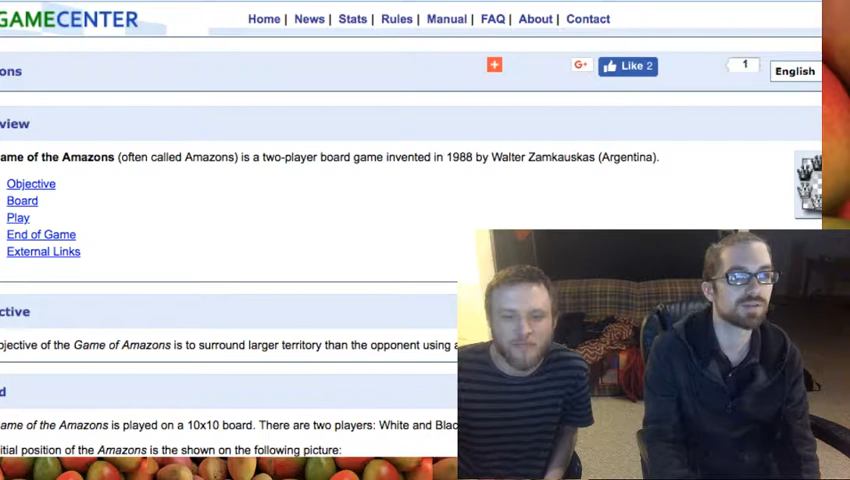 GAMECENTER
Home | News | Stats | Rules | Manual | FAQ | About | Contact
ons
G+
Like 2
1
English
view
ame of the Amazons (often called Amazons) is a two-player board game invented in 1988 by Walter Zamkauskas (Argentina).
Objective
Board
Play
End of Game
External Links
ctive
bjective of the Game of Amazons is to surround larger territory than the opponent using a
d
ame of the Amazons is played on a 10x10 board. There are two players: White and Blac
itial position of the Amazons is the shown on the following picture: